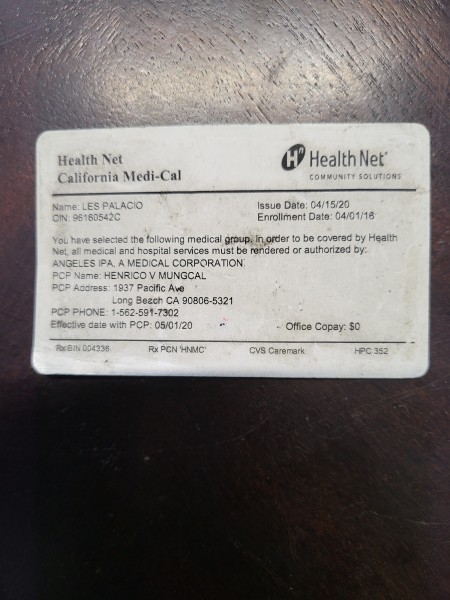 Health Net
California Medi-Cal
Health Net
COMMUNITY SOLUTIONS
Name: LES PALACIO
Issue Date: 04/15/20
CIN: 96160542C
Enrollment Date: 04/01/16
You have selected the following medical group. In order to be covered by Health
Net, all medical and hospital services must be rendered or authorized by:
ANGELES IPA, A MEDICAL CORPORATION
PCP Name: HENRICO V MUNGCAL
PCP Address: 1937 Pacific Ave
Long Beach CA 90806-5321
PCP PHONE: 1-562-591-7302
Effective date with PCP: 05/01/20
Office Copay: $0
Rx BIN 004336
Rx PCN 'HNMC'
CVS Caremark
HPC 352